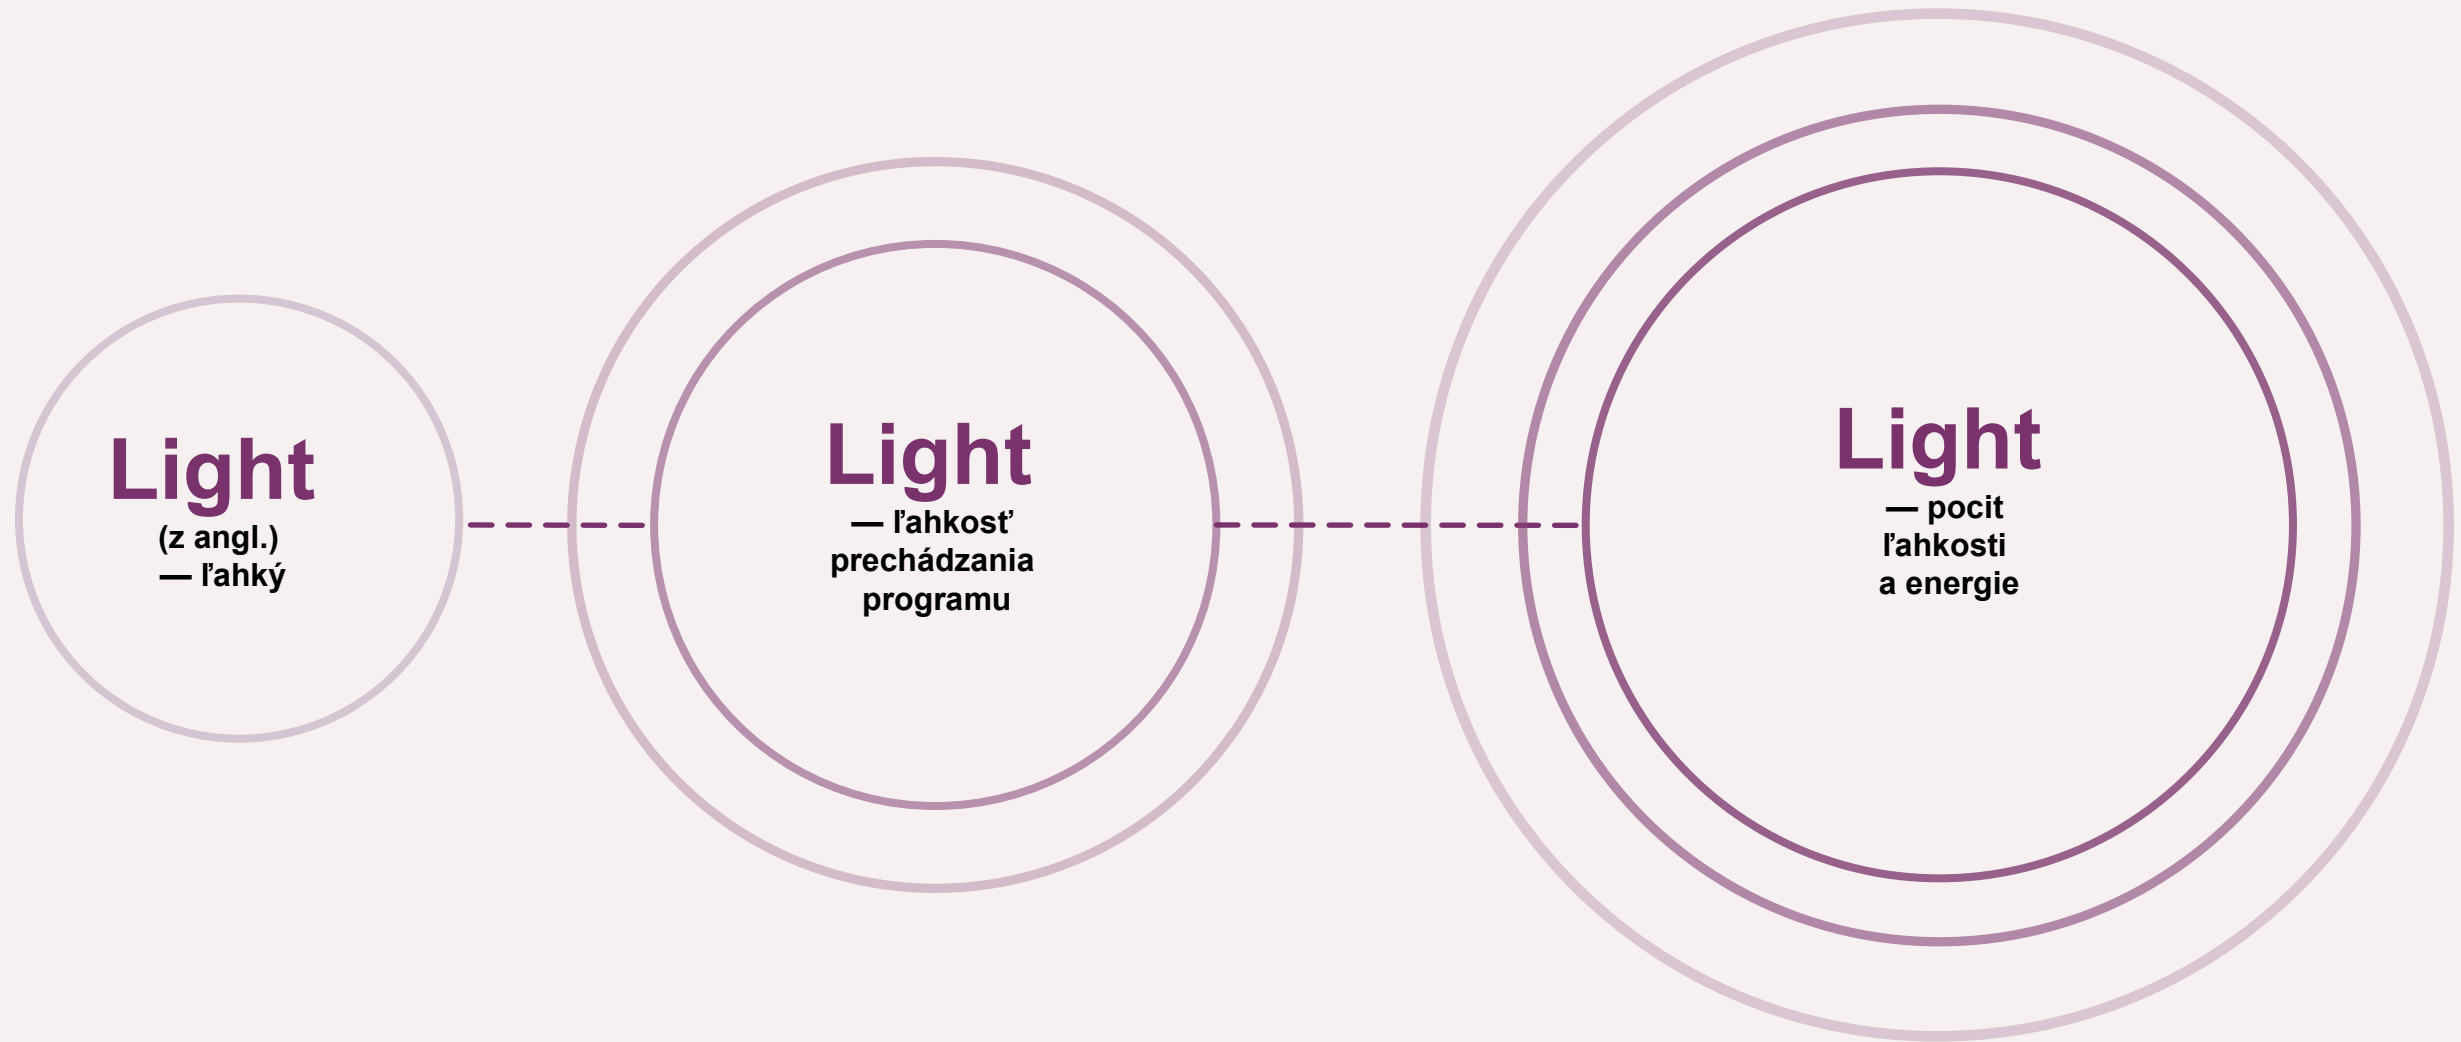 Light
(z angl.)
— ľahký
Light
— ľahkosť
prechádzania
programu
Light
— pocit
ľahkosti
a energie